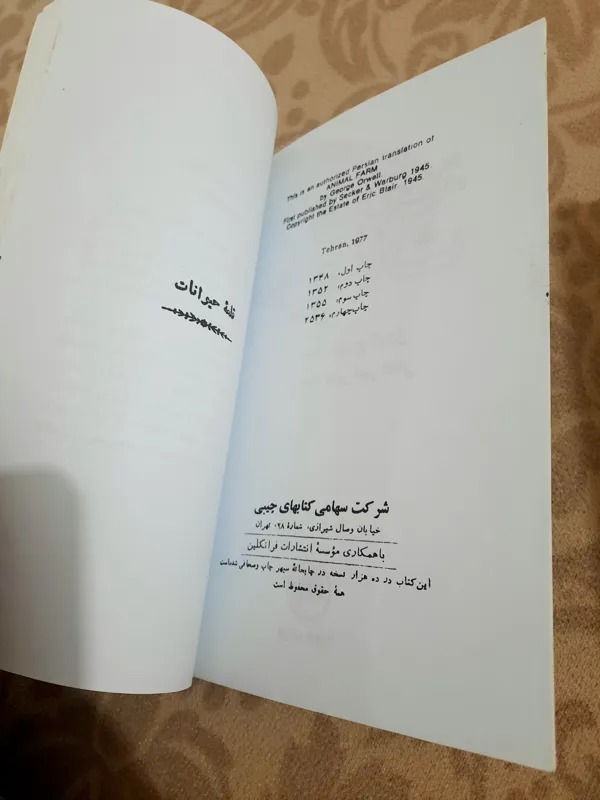 This is an authorized Persian translation of
ANIMAL FARM
by George Orwell.
First published by Secker & Warburg 1945
Copyright the Estate of Eric Blair. 1945.
Tehran, 1977
چاپ اول، ۱۳۴۸
چاپ دوم، ۱۳۵۲
چاپ سوم، ۱۳۵۵
چاپ چهارم، ۲۵۳۶
شرکت سهامی کتابهای جیبی
خیابان وصال شیرازی، شمارهٔ ۲۸، تهران
با همکاری مؤسسهٔ انتشارات فرانکلین
این کتاب در ده هزار نسخه در چاپخانهٔ سپهر چاپ و صحافی شده است
همهٔ حقوق محفوظ است
قلعهٔ حیوانات